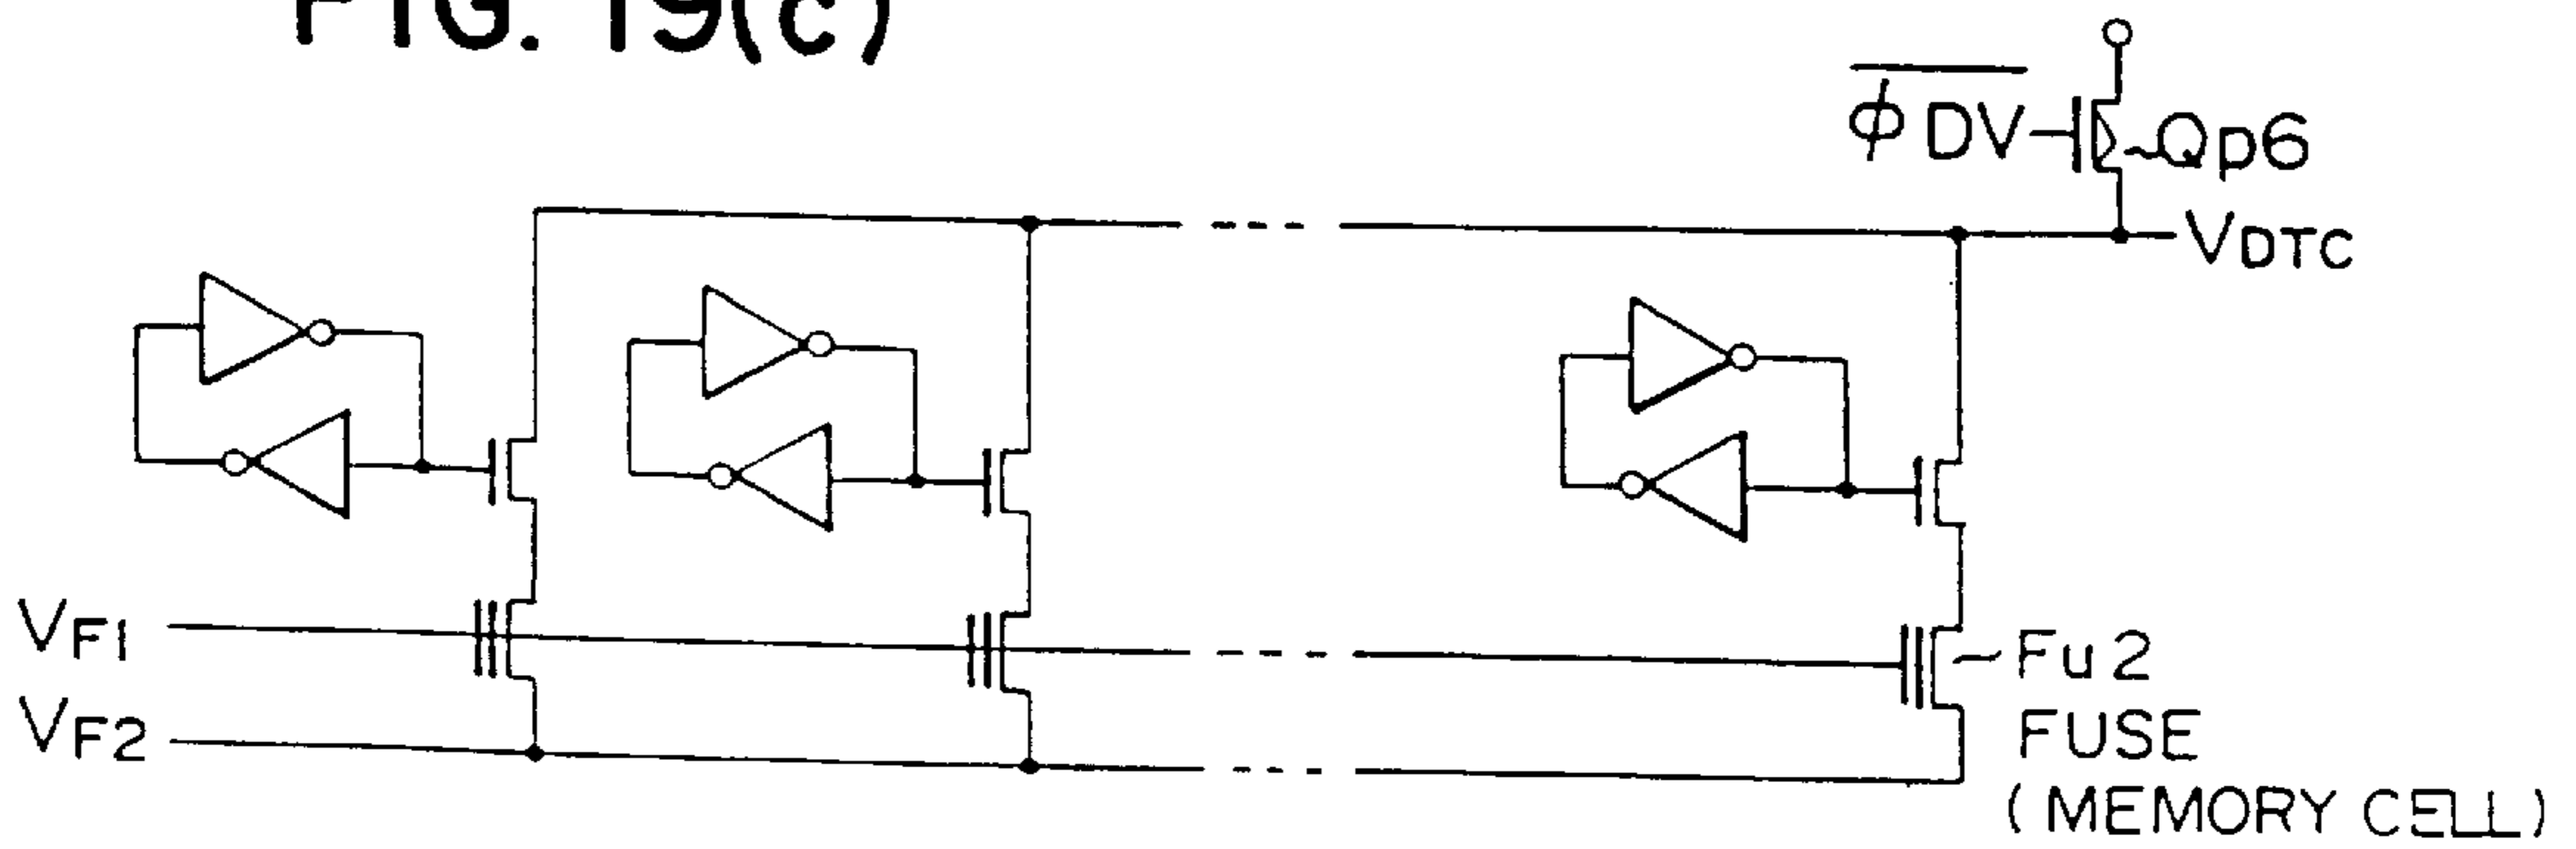 FIG. 19(c)
φDV
Qp6
VDTC
VF1
VF2
Fu2
FUSE
(MEMORY CELL)